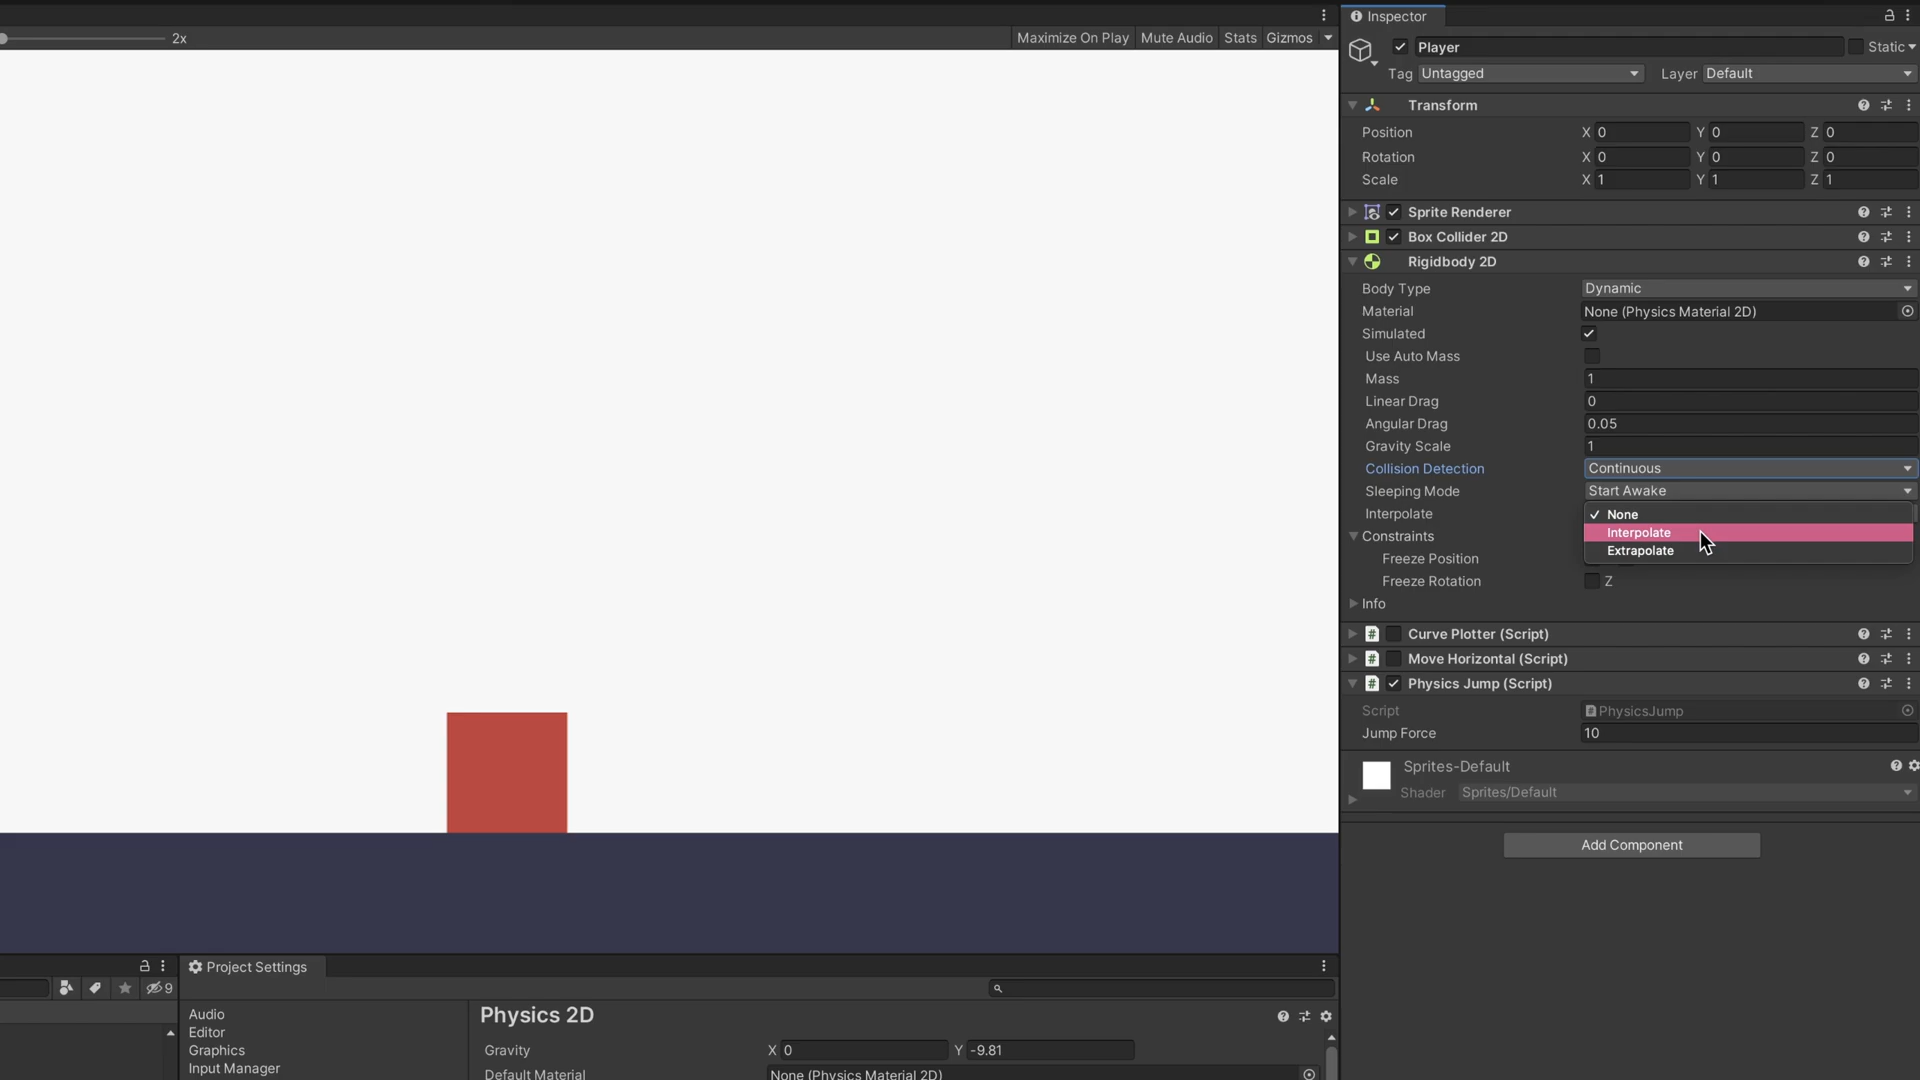 2x
Maximize On Play Mute Audio Stats Gizmos
Inspector
Player Static
Tag Untagged Layer Default
Transform
Position X 0 Y 0 Z 0
Rotation X 0 Y 0 Z 0
Scale X 1 Y 1 Z 1
Sprite Renderer
Box Collider 2D
Rigidbody 2D
Body Type Dynamic
Material None (Physics Material 2D)
Simulated
Use Auto Mass
Mass 1
Linear Drag 0
Angular Drag 0.05
Gravity Scale 1
Collision Detection Continuous
Sleeping Mode Start Awake
Interpolate
None
Interpolate
Extrapolate
Constraints
Freeze Position
Freeze Rotation Z
Info
# Curve Plotter (Script)
# Move Horizontal (Script)
# Physics Jump (Script)
Script # PhysicsJump
Jump Force 10
Sprites-Default
Shader Sprites/Default
Add Component
9
Project Settings
Audio
Editor
Graphics
Input Manager
Physics 2D
Gravity X 0 Y -9.81
Default Material None (Physics Material 2D)